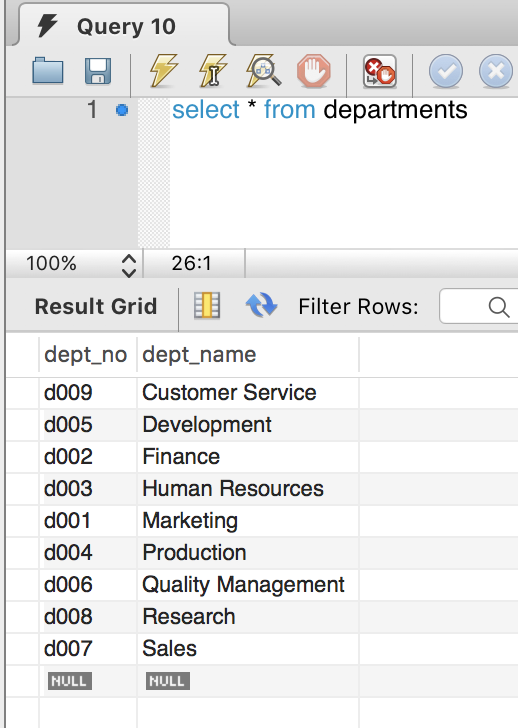 Query 10
1 select * from departments
100% 26:1
Result Grid Filter Rows:
dept_no dept_name
d009 Customer Service
d005 Development
d002 Finance
d003 Human Resources
d001 Marketing
d004 Production
d006 Quality Management
d008 Research
d007 Sales
NULL NULL